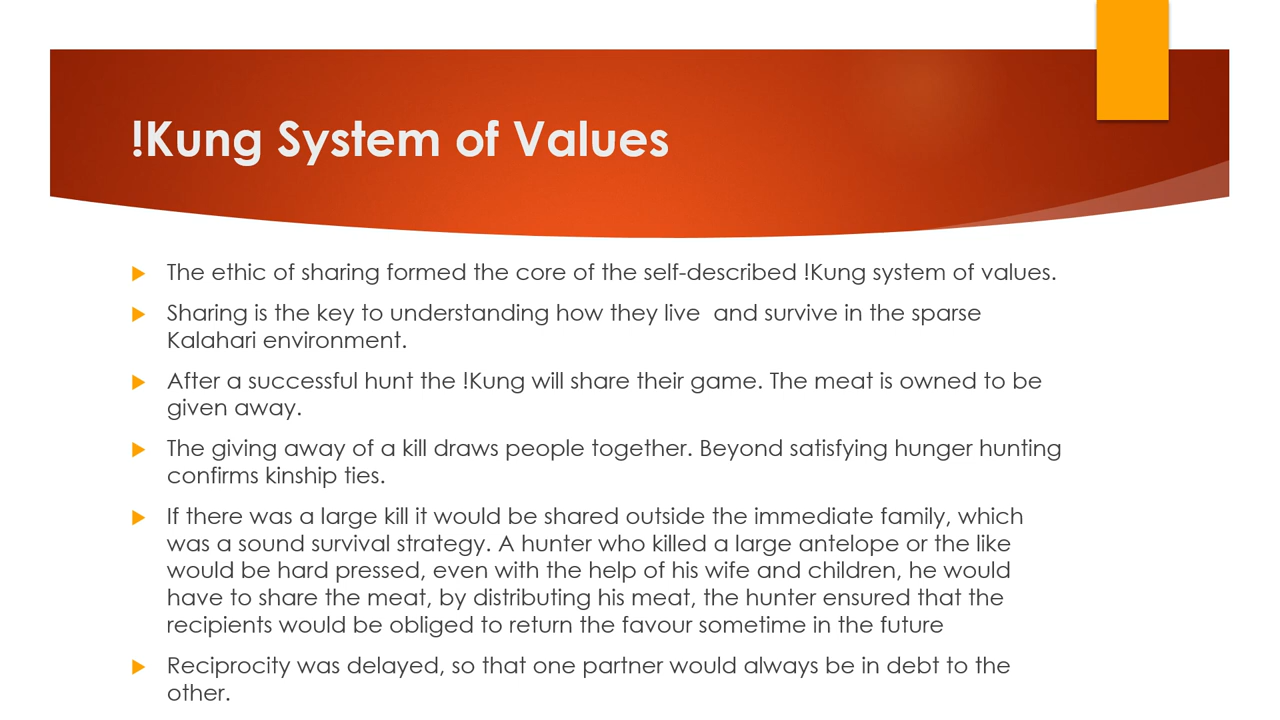 !Kung System of Values
The ethic of sharing formed the core of the self-described !Kung system of values.
Sharing is the key to understanding how they live  and survive in the sparse
Kalahari environment.
After a successful hunt the !Kung will share their game. The meat is owned to be
given away.
The giving away of a kill draws people together. Beyond satisfying hunger hunting
confirms kinship ties.
If there was a large kill it would be shared outside the immediate family, which
was a sound survival strategy. A hunter who killed a large antelope or the like
would be hard pressed, even with the help of his wife and children, he would
have to share the meat, by distributing his meat, the hunter ensured that the
recipients would be obliged to return the favour sometime in the future
Reciprocity was delayed, so that one partner would always be in debt to the
other.